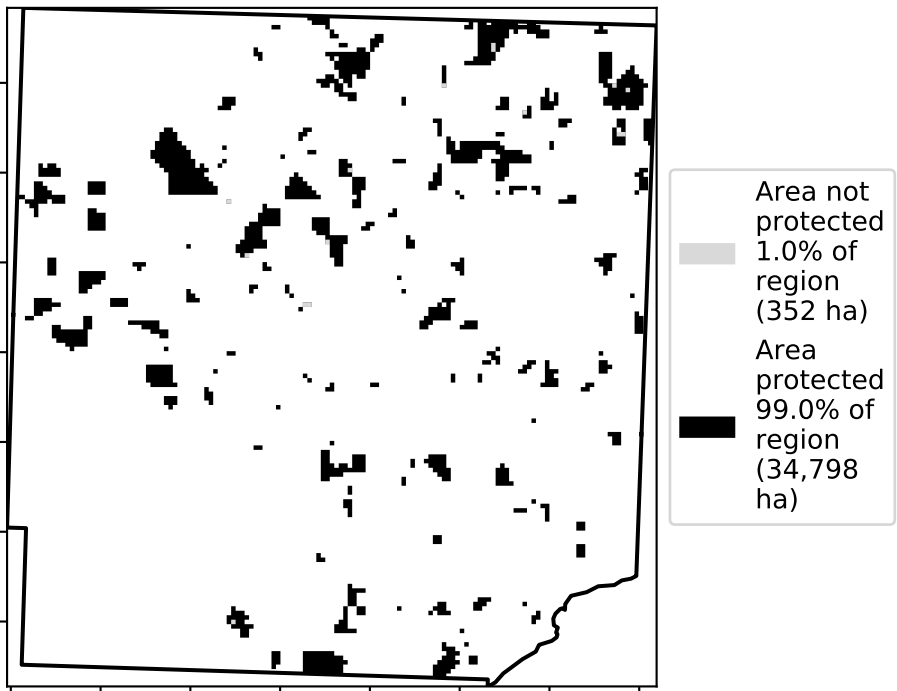 Area not
protected
1.0% of
region
(352 ha)
Area
protected
99.0% of
region
(34,798
ha)